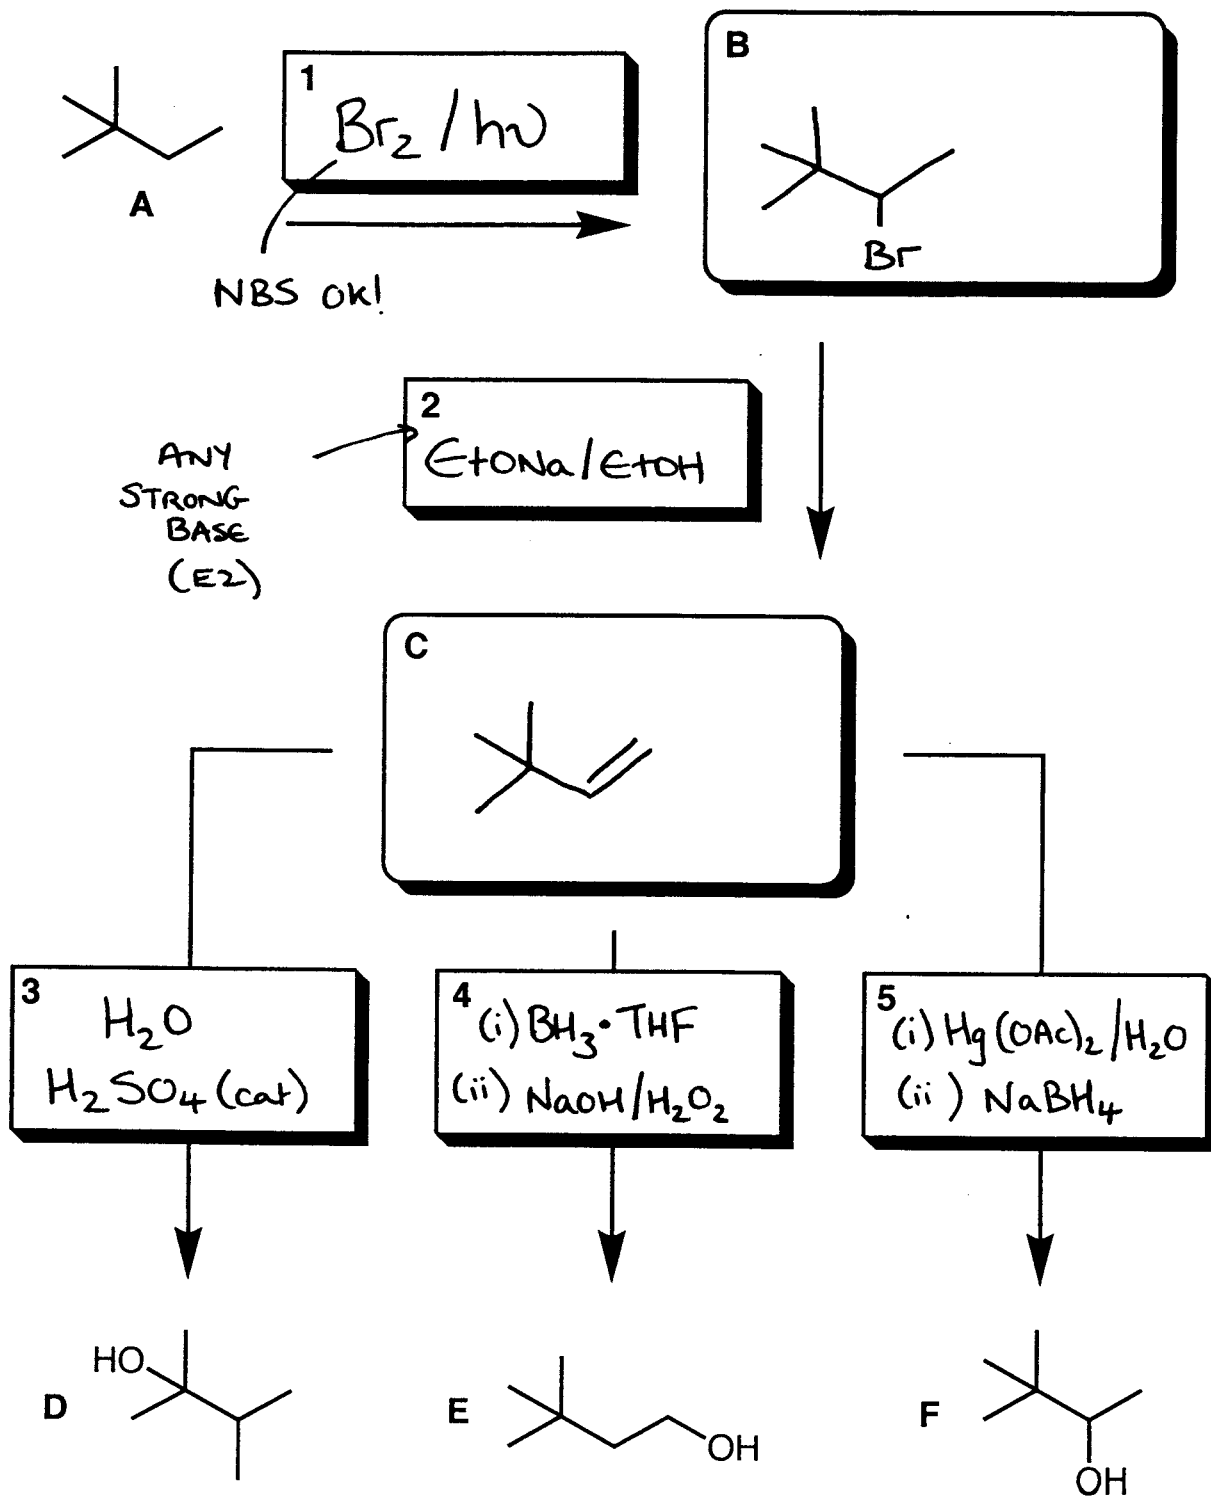 1
Br₂ / hν
A
NBS OK!
B
Br
2
EtONa / EtOH
ANY
STRONG
BASE
(E2)
C
3
H₂O
H₂SO₄ (cat)
4
(i) BH₃·THF
(ii) NaOH/H₂O₂
5
(i) Hg(OAc)₂/H₂O
(ii) NaBH₄
D
HO
E
OH
F
OH